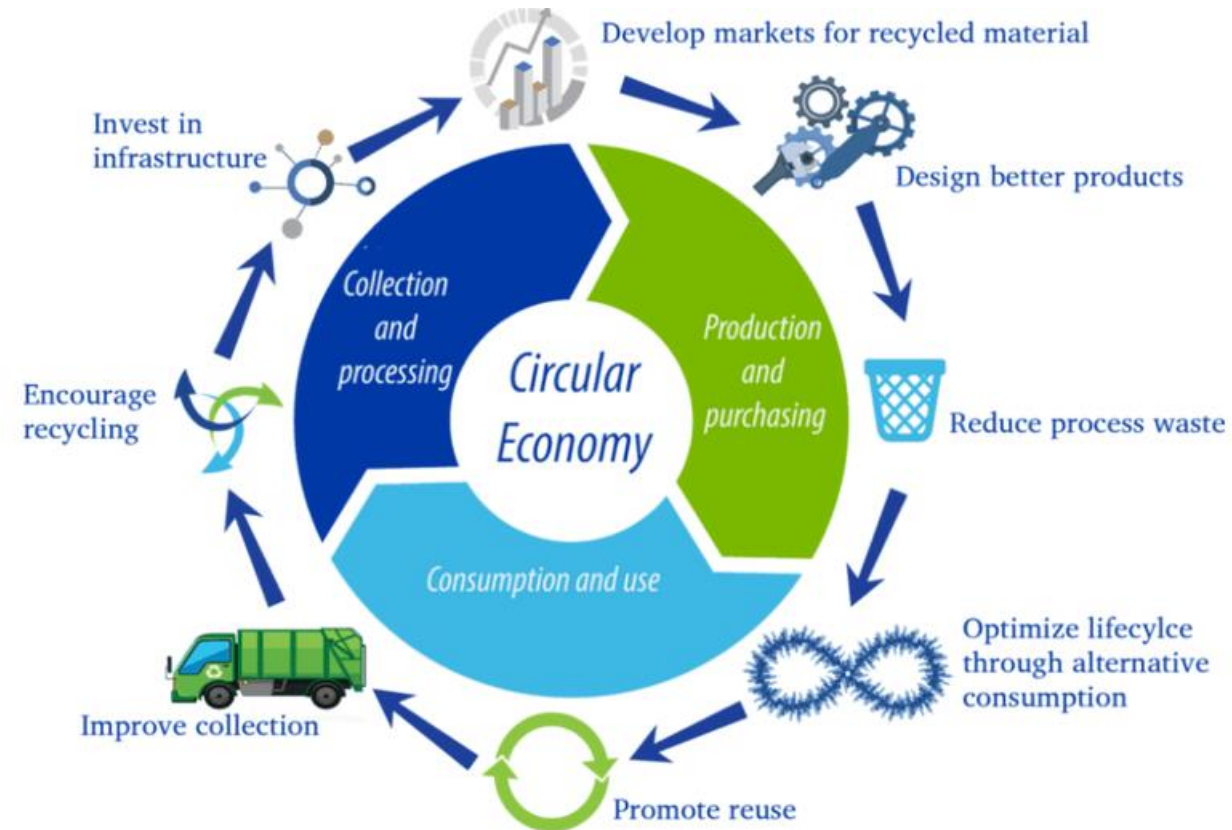 Develop markets for recycled material
Invest in
infrastructure
Design better products
Collection
and
processing
Production
and
purchasing
Circular
Economy
Encourage
recycling
Reduce process waste
Consumption and use
Optimize lifecylce
through alternative
consumption
Improve collection
Promote reuse